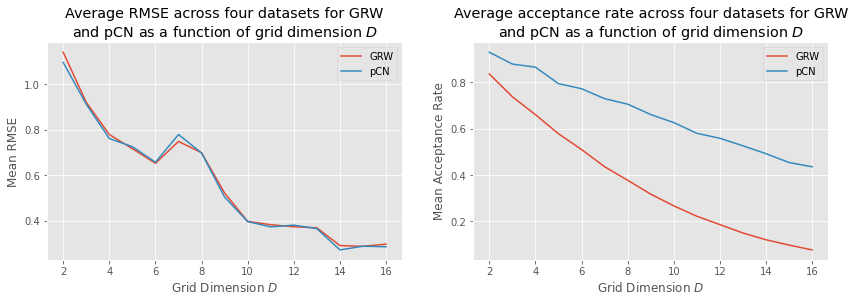 Average RMSE across four datasets for GRW
and pCN as a function of grid dimension D
GRW
pCN
1.0
0.8
0.6
0.4
Mean RMSE
2 4 6 8 10 12 14 16
Grid Dimension D
Average acceptance rate across four datasets for GRW
and pCN as a function of grid dimension D
GRW
pCN
0.8
0.6
0.4
0.2
Mean Acceptance Rate
2 4 6 8 10 12 14 16
Grid Dimension D